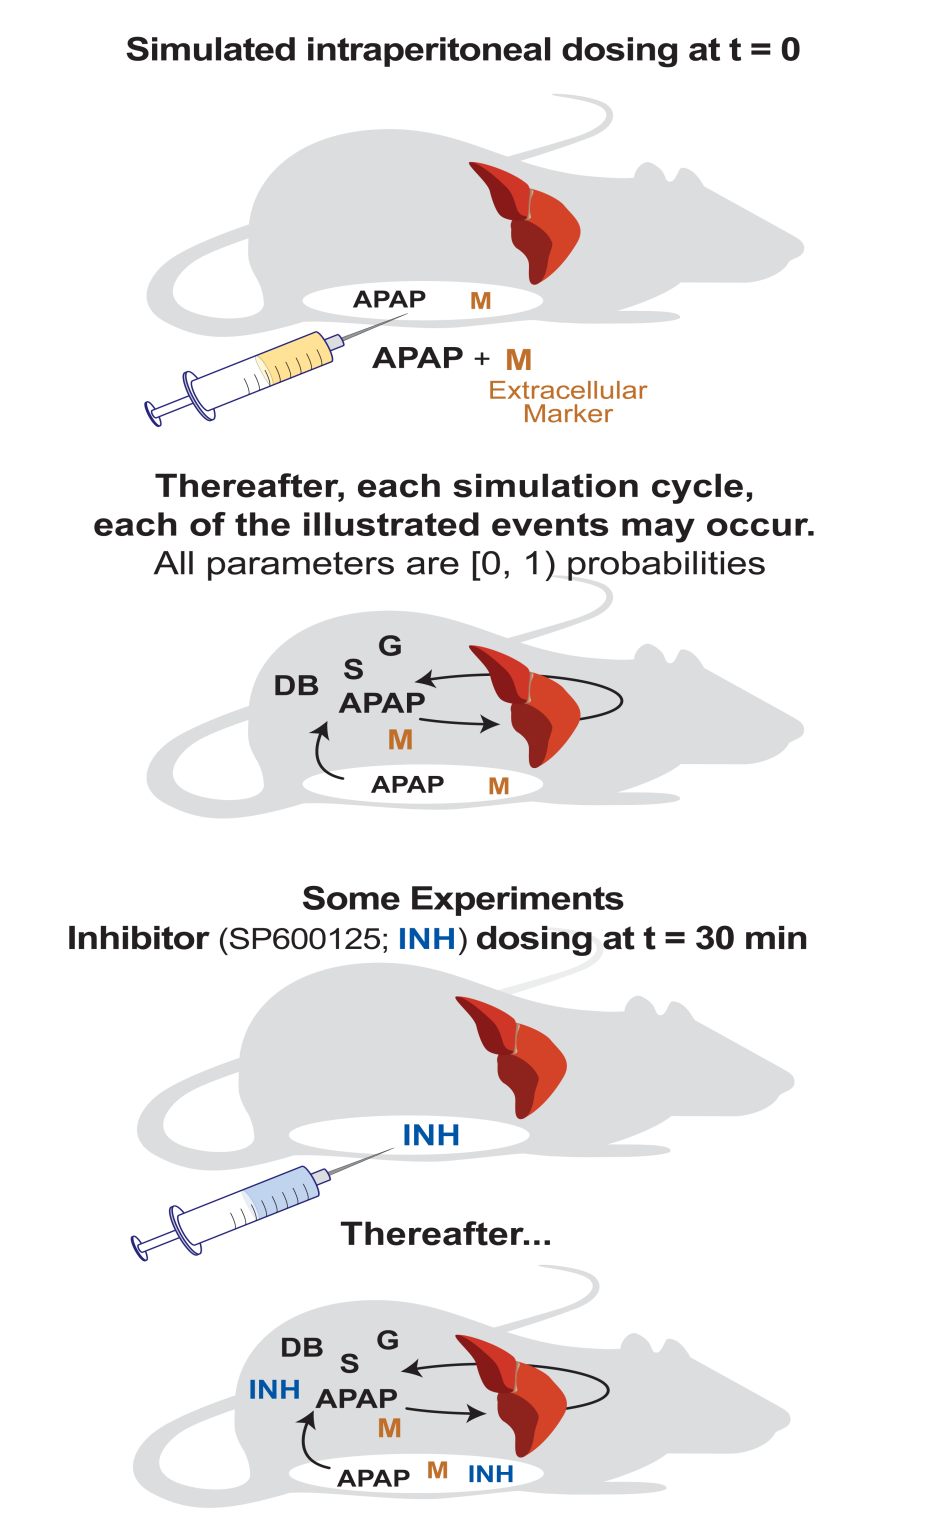 Simulated intraperitoneal dosing at t = 0
APAP M
APAP + M
Extracellular
Marker
Thereafter, each simulation cycle,
each of the illustrated events may occur.
All parameters are [0, 1) probabilities
G
S
DB
APAP
M
APAP M
Some Experiments
Inhibitor (SP600125; INH) dosing at t = 30 min
INH
Thereafter...
DB G
S
INH
APAP
M
APAP M INH